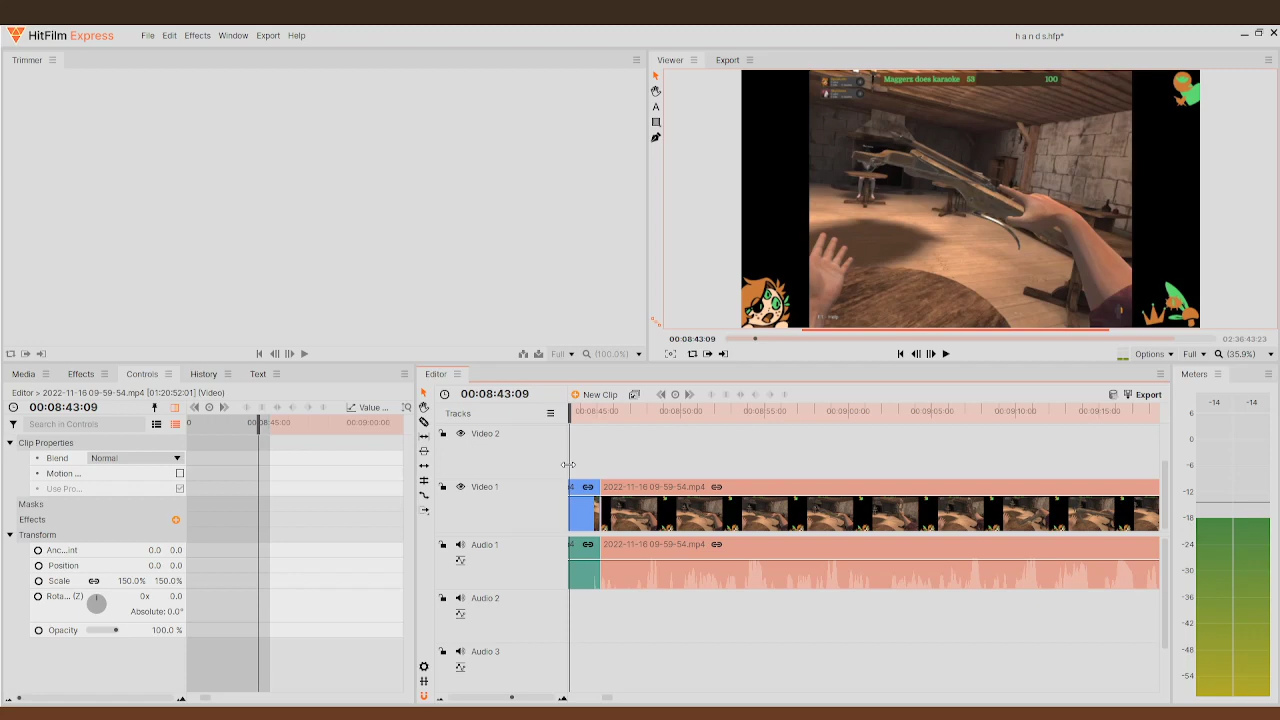 HitFilm Express
File Edit Effects Window Export Help
h a n d s.hfp*
Trimmer
Viewer Export
Maggerz does karaoke 53 100
00:08:43:09
02:36:43:23
Full (100.0%)
Options Full (35.9%)
Media Effects Controls History Text
Editor
Meters
Editor > 2022-11-16 09-59-54.mp4 [01:20:52:01] (Video)
00:08:43:09
Value ...
00:08:43:09
New Clip
Export
-14 -14
Search in Controls
0 00:08:45:00 00:09:00:00
Tracks
00:08:45:00 00:08:50:00 00:08:55:00 00:09:00:00 00:09:05:00 00:09:10:00 00:09:15:00
Clip Properties
Blend Normal
Motion ...
Use Pro...
Masks
Effects
Transform
Anc...int 0.0 0.0
Position 0.0 0.0
Scale 150.0% 150.0%
Rota... (Z) 0x 0.0
Absolute: 0.0°
Opacity 100.0 %
Video 2
Video 1
4 2022-11-16 09-59-54.mp4
Audio 1
4 2022-11-16 09-59-54.mp4
Audio 2
Audio 3
6
0
-6
-12
-18
-24
-30
-36
-42
-48
-54